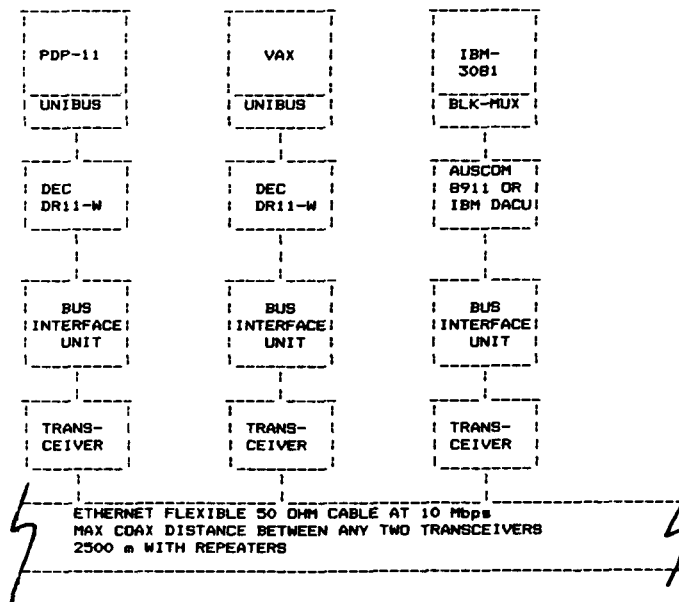 PDP-11
UNIBUS
VAX
UNIBUS
IBM-
3081
BLK-MUX
DEC
DR11-W
DEC
DR11-W
AUSCOM
8911 OR
IBM DACU
BUS
INTERFACE
UNIT
BUS
INTERFACE
UNIT
BUS
INTERFACE
UNIT
TRANS-
CEIVER
TRANS-
CEIVER
TRANS-
CEIVER
ETHERNET FLEXIBLE 50 OHM CABLE AT 10 Mbps
MAX COAX DISTANCE BETWEEN ANY TWO TRANSCEIVERS
2500 m WITH REPEATERS